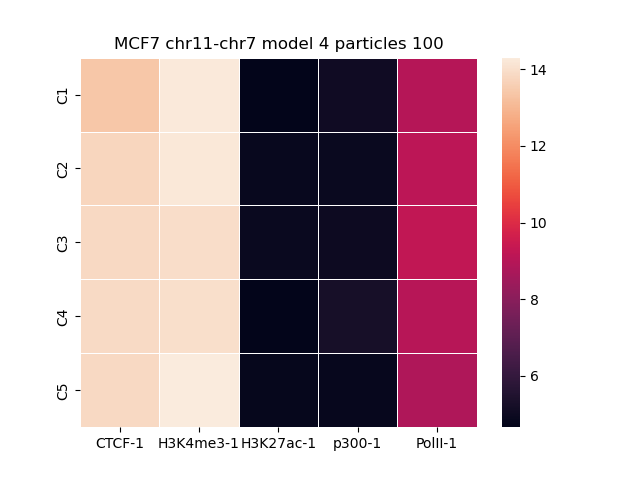 MCF7 chr11-chr7 model 4 particles 100
C1
C2
C3
C4
C5
CTCF-1 H3K4me3-1 H3K27ac-1 p300-1 PolII-1
14
12
10
8
6